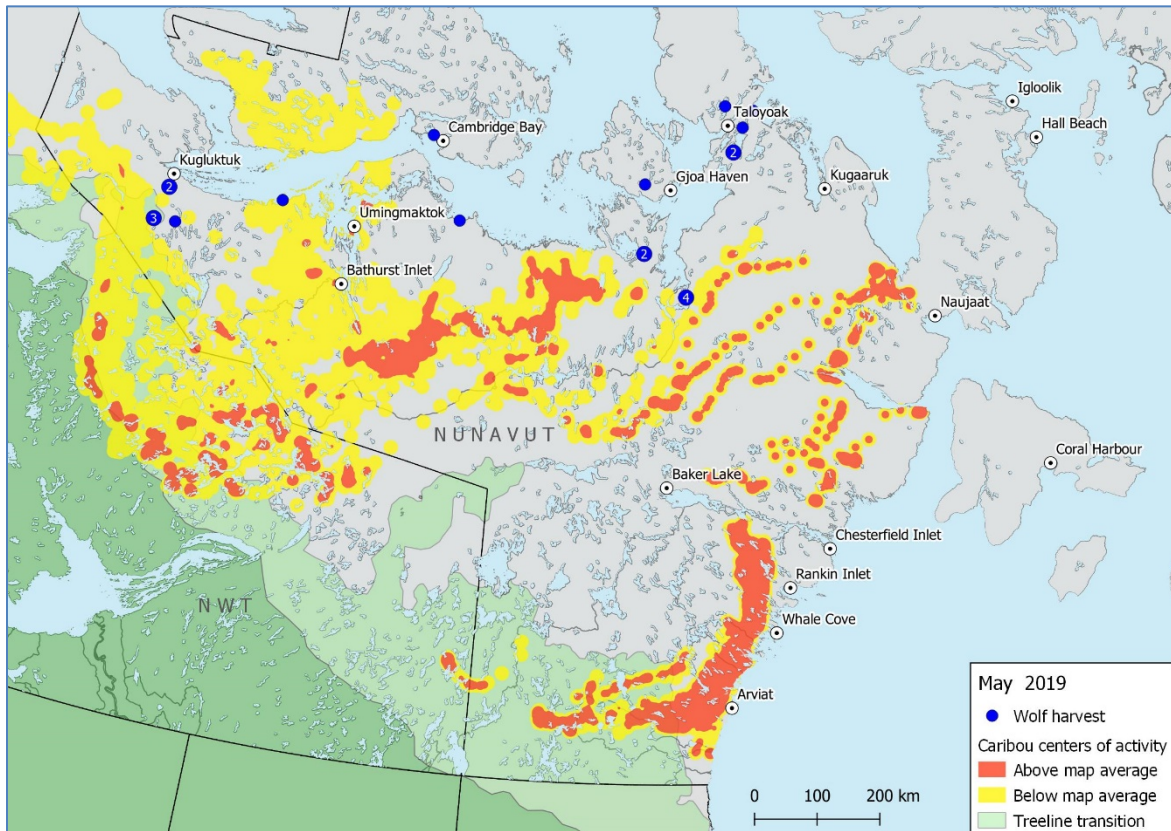 Igloolik
Hall Beach
Taloyoak
Cambridge Bay
2
Kugluktuk
2
Gjoa Haven
Kugaaruk
3
Umingmaktok
2
Bathurst Inlet
4
Naujaat
NUNAVUT
Coral Harbour
Baker Lake
Chesterfield Inlet
Rankin Inlet
NWT
Whale Cove
Arviat
May 2019
Wolf harvest
Caribou centers of activity
Above map average
Below map average
Treeline transition
0 100 200 km